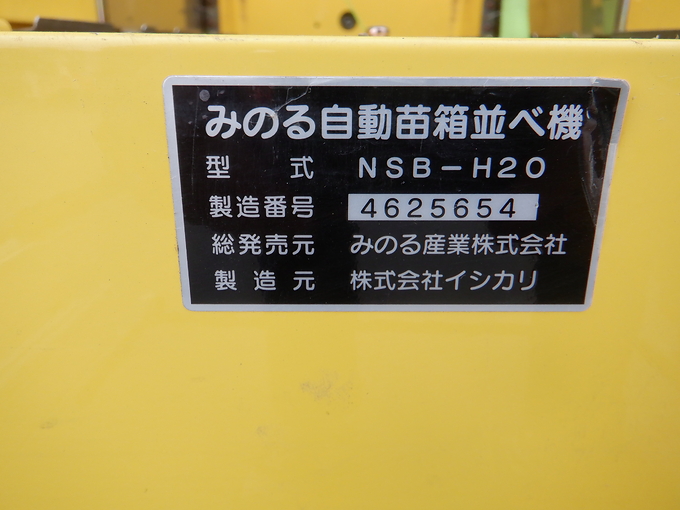 みのる自動苗箱並べ機
型式 NSB-H20
製造番号 4625654
総発売元 みのる産業株式会社
製造元 株式会社イシカリ